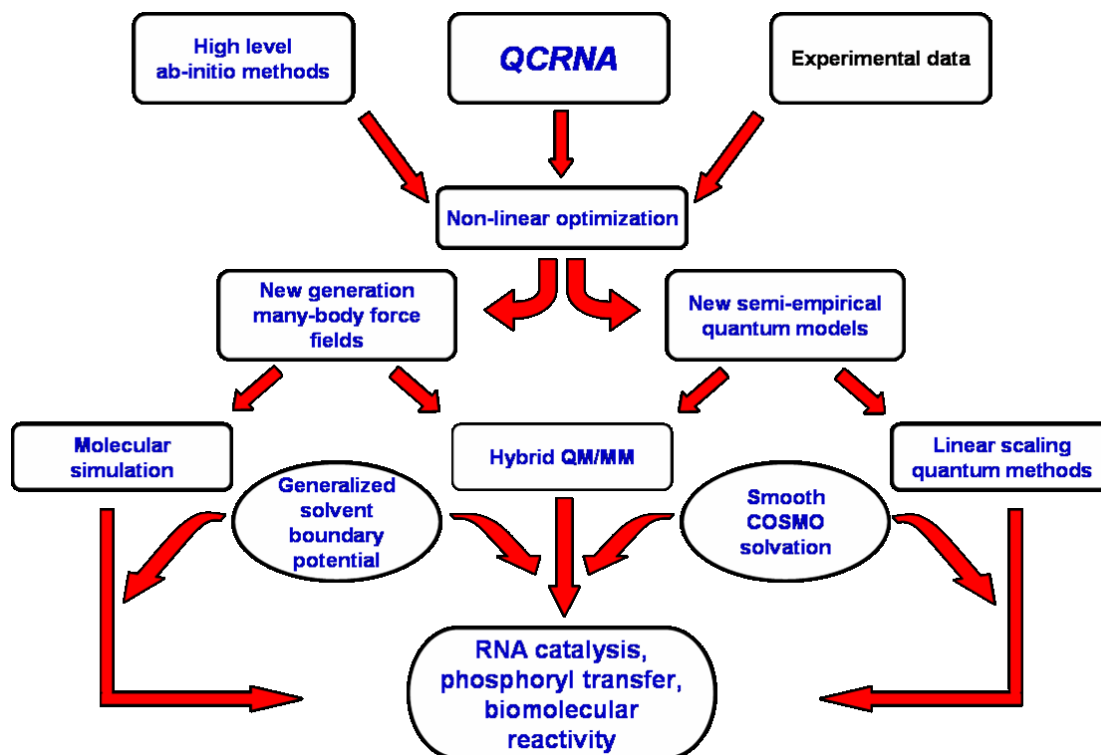 High level
ab-initio methods
QCRNA
Experimental data
Non-linear optimization
New generation
many-body force
fields
New semi-empirical
quantum models
Molecular
simulation
Hybrid QM/MM
Linear scaling
quantum methods
Generalized
solvent
boundary
potential
Smooth
COSMO
solvation
RNA catalysis,
phosphoryl transfer,
biomolecular
reactivity